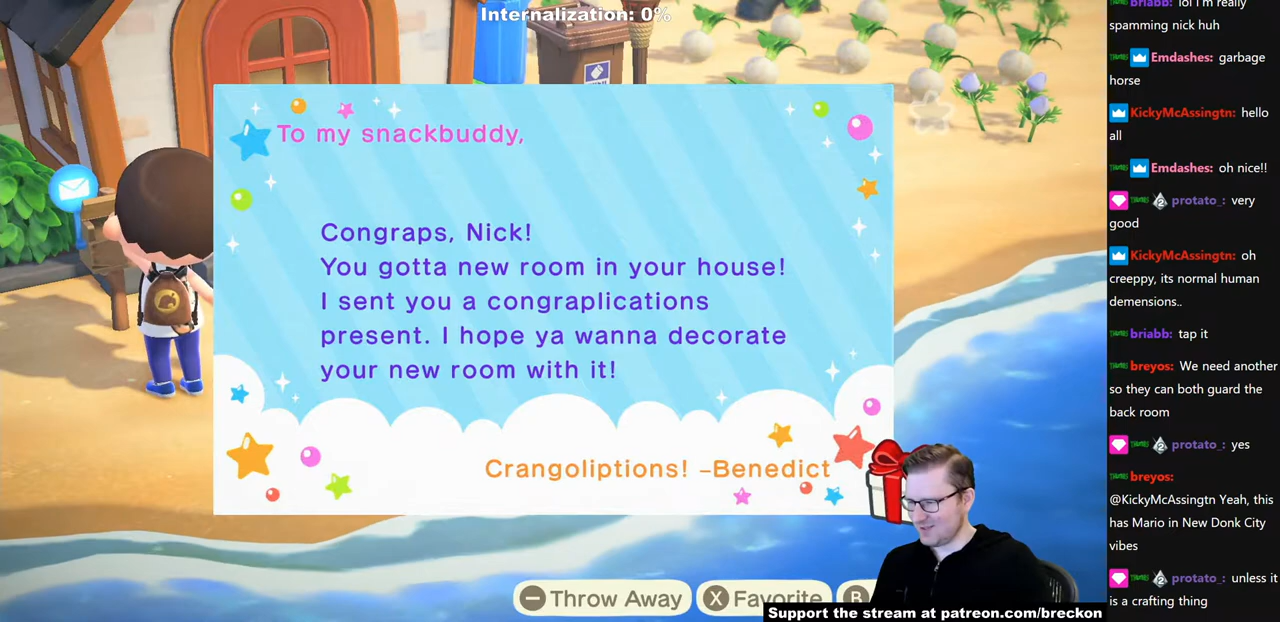 Internalization: 0%
To my snackbuddy,
Congraps, Nick!
You gotta new room in your house!
I sent you a congraplications
present. I hope ya wanna decorate
your new room with it!
Crangoliptions! –Benedict
Throw Away
X Favorite
B
Support the stream at patreon.com/breckon
briabb: lol i'm really
spamming nick huh
Emdashes: garbage
horse
KickyMcAssingtn: hello
all
Emdashes: oh nice!!
protato_: very
good
KickyMcAssingtn: oh
creppy, its normal human
demensions..
briabb: tap it
breyos: We need another
so they can both guard the
back room
protato_: yes
breyos:
@KickyMcAssingtn Yeah, this
has Mario in New Donk City
vibes
protato_: unless it
is a crafting thing